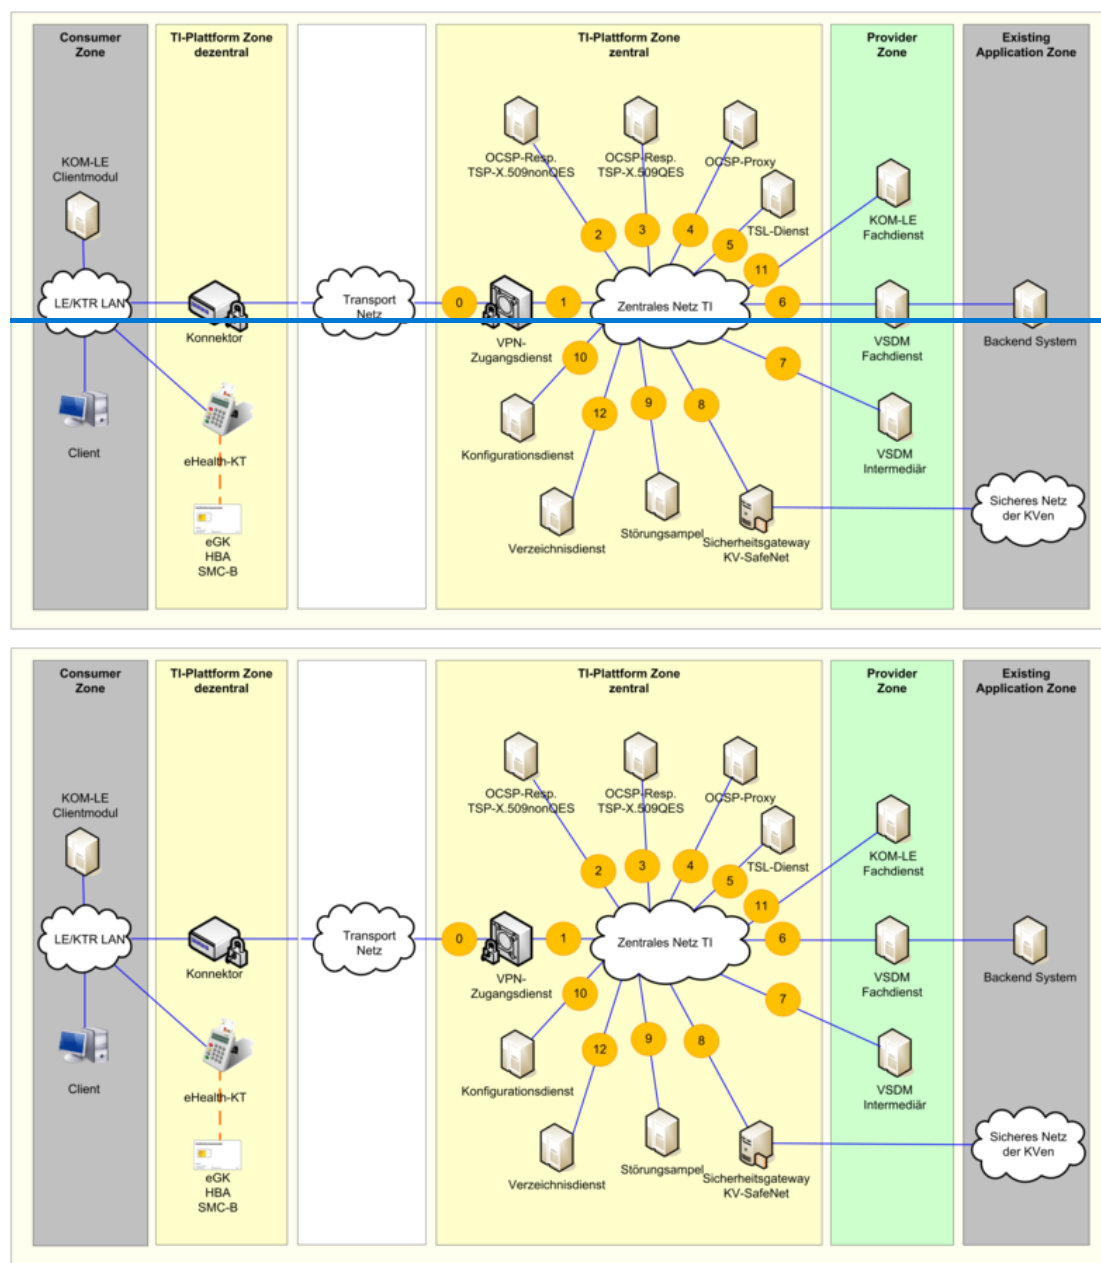 Consumer
Zone
TI-Plattform Zone
dezentral
TI-Plattform Zone
zentral
Provider
Zone
Existing
Application Zone
KOM-LE
Clientmodul
OCSP-Resp.
TSP-X.509nonQES
OCSP-Resp.
TSP-X.509QES
OCSP-Proxy
TSL-Dienst
KOM-LE
Fachdienst
2
3
4
5
11
LE/KTR LAN
Konnektor
Transport
Netz
0
VPN-
Zugangsdienst
1
Zentrales Netz TI
6
VSDM
Fachdienst
Backend System
10
7
12
9
8
Client
eHealth-KT
Konfigurationsdienst
VSDM
Intermediär
eGK
HBA
SMC-B
Verzeichnisdienst
Störungsampel
Sicherheitsgateway
KV-SafeNet
Sicheres Netz
der KVen
Consumer
Zone
TI-Plattform Zone
dezentral
TI-Plattform Zone
zentral
Provider
Zone
Existing
Application Zone
KOM-LE
Clientmodul
OCSP-Resp.
TSP-X.509nonQES
OCSP-Resp.
TSP-X.509QES
OCSP-Proxy
TSL-Dienst
KOM-LE
Fachdienst
2
3
4
5
11
LE/KTR LAN
Konnektor
Transport
Netz
0
VPN-
Zugangsdienst
1
Zentrales Netz TI
6
VSDM
Fachdienst
Backend System
10
7
12
9
8
Client
eHealth-KT
Konfigurationsdienst
VSDM
Intermediär
eGK
HBA
SMC-B
Verzeichnisdienst
Störungsampel
Sicherheitsgateway
KV-SafeNet
Sicheres Netz
der KVen